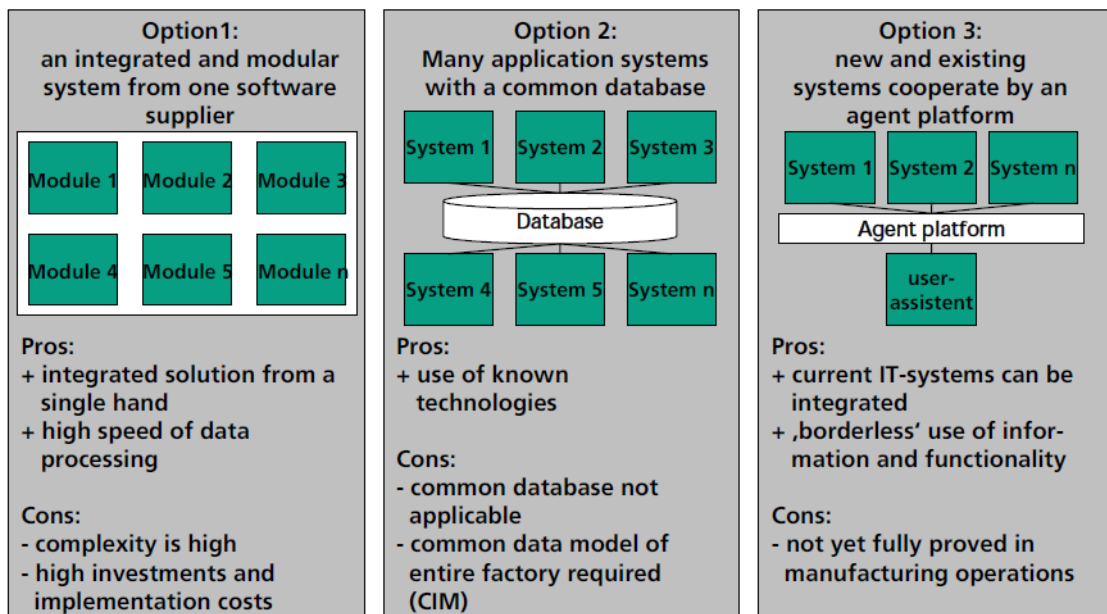 Option1:
an integrated and modular
system from one software
supplier
Module 1
Module 2
Module 3
Module 4
Module 5
Module n
Pros:
+ integrated solution from a
single hand
+ high speed of data
processing
Cons:
- complexity is high
- high investments and
implementation costs
Option 2:
Many application systems
with a common database
System 1
System 2
System 3
Database
System 4
System 5
System n
Pros:
+ use of known
technologies
Cons:
- common database not
applicable
- common data model of
entire factory required
(CIM)
Option 3:
new and existing
systems cooperate by an
agent platform
System 1
System 2
System n
Agent platform
user-
assistent
Pros:
+ current IT-systems can be
integrated
+ ‚borderless‘ use of infor-
mation and functionality
Cons:
- not yet fully proved in
manufacturing operations